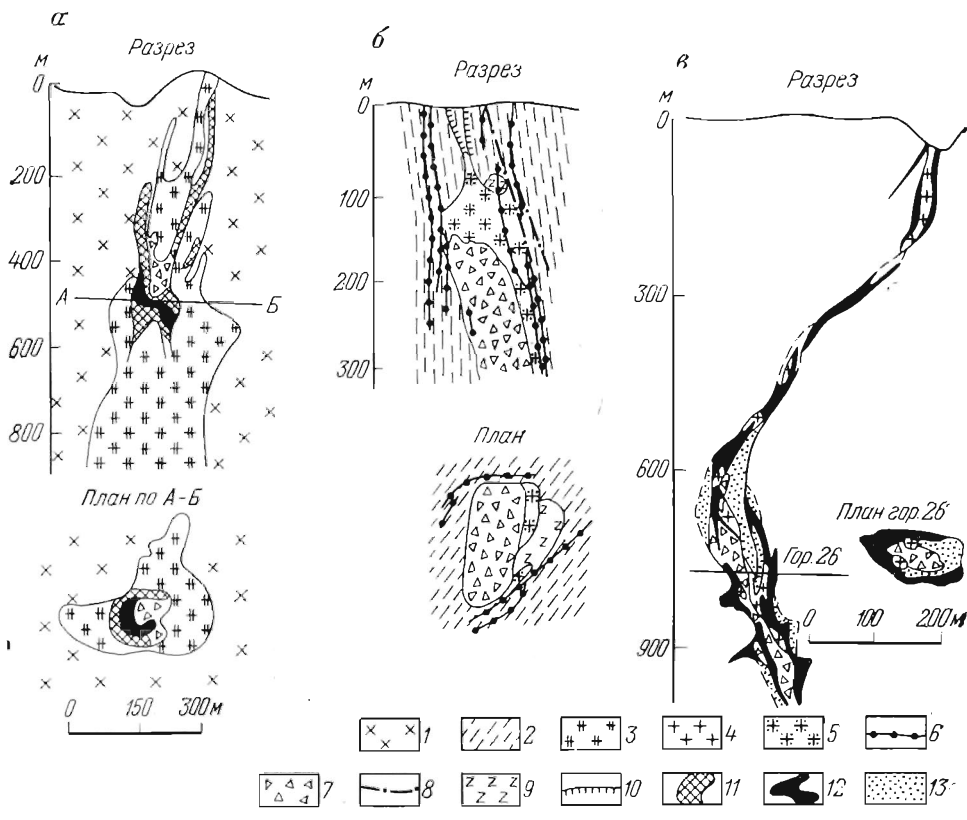 а
Разрез
м
0
200
400
А
Б
600
800
План по А-Б
0
150
300 м
б
Разрез
м
0
100
200
300
План
в
Разрез
м
0
300
600
Гор. 26
900
План гор. 26
0
100
200 м
1
2
3
4
5
6
7
8
9
10
11
12
13